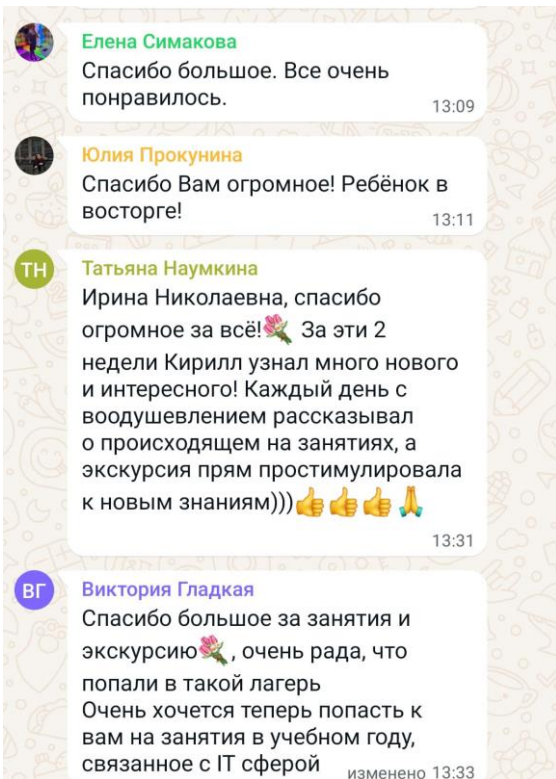 Елена Симакова
Спасибо большое. Все очень
понравилось.
13:09
Юлия Прокунина
Спасибо Вам огромное! Ребёнок в
восторге!
13:11
ТН
Татьяна Наумкина
Ирина Николаевна, спасибо
огромное за всё!💐 За эти 2
недели Кирилл узнал много нового
и интересного! Каждый день с
воодушевлением рассказывал
о происходящем на занятиях, а
экскурсия прям простимулировала
к новым знаниям)))👍👍👍🙏
13:31
ВГ
Виктория Гладкая
Спасибо большое за занятия и
экскурсию💐, очень рада, что
попали в такой лагерь
Очень хочется теперь попасть к
вам на занятия в учебном году,
связанное с IT сферой
изменено 13:33